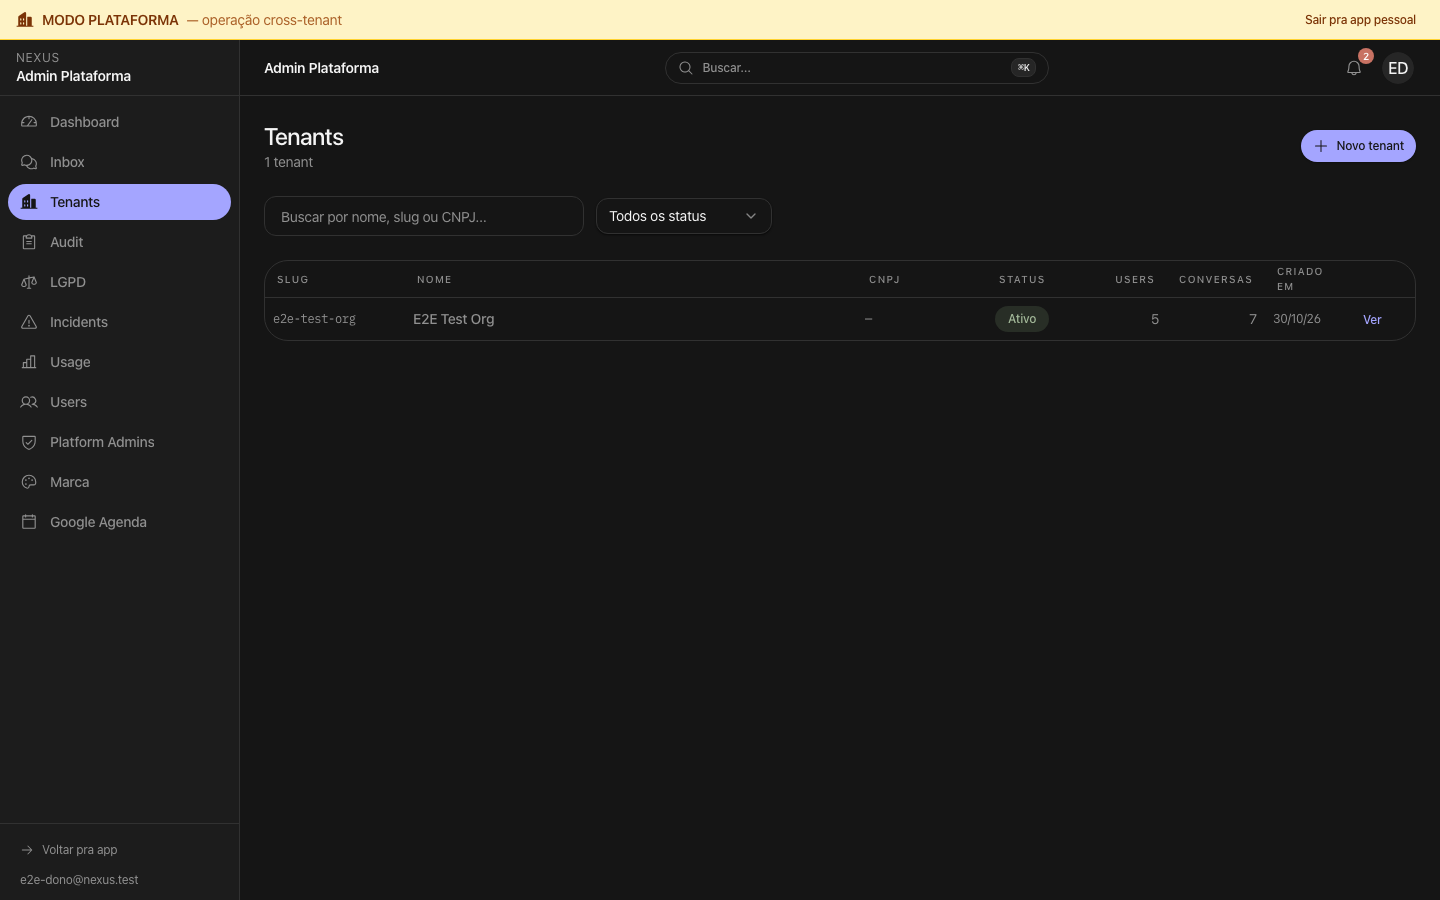 MODO PLATAFORMA — operação cross-tenant
Sair pra app pessoal
NEXUS
Admin Plataforma
Admin Plataforma
Buscar...
⌘K
2
ED
Dashboard
Inbox
Tenants
Audit
LGPD
Incidents
Usage
Users
Platform Admins
Marca
Google Agenda
Voltar pra app
e2e-dono@nexus.test
Tenants
1 tenant
Novo tenant
Buscar por nome, slug ou CNPJ...
Todos os status
SLUG NOME CNPJ STATUS USERS CONVERSAS CRIADO EM
e2e-test-org E2E Test Org — Ativo 5 7 30/10/26 Ver